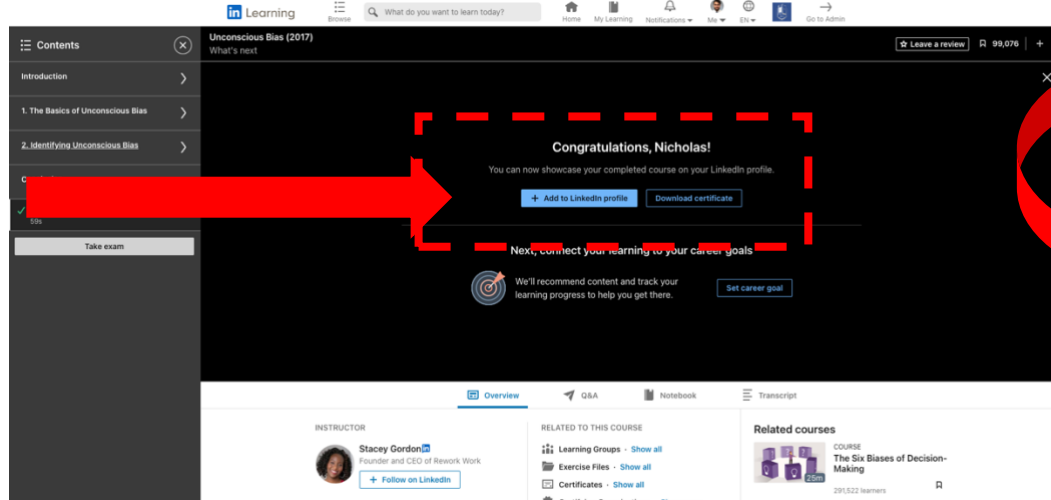 in Learning
Browse
What do you want to learn today?
Home
My Learning
Notifications
Me
EN
Go to Admin
Contents
Introduction
1. The Basics of Unconscious Bias
2. Identifying Unconscious Bias
59s
Take exam
Unconscious Bias (2017)
What's next
Leave a review
99,076
Congratulations, Nicholas!
You can now showcase your completed course on your LinkedIn profile.
+ Add to LinkedIn profile
Download certificate
Next, connect your learning to your career goals
We'll recommend content and track your
learning progress to help you get there.
Set career goal
Overview
Q&A
Notebook
Transcript
INSTRUCTOR
Stacey Gordon in
Founder and CEO of Rework Work
+ Follow on LinkedIn
RELATED TO THIS COURSE
Learning Groups · Show all
Exercise Files · Show all
Certificates · Show all
Related courses
25m
COURSE
The Six Biases of Decision-
Making
291,522 learners